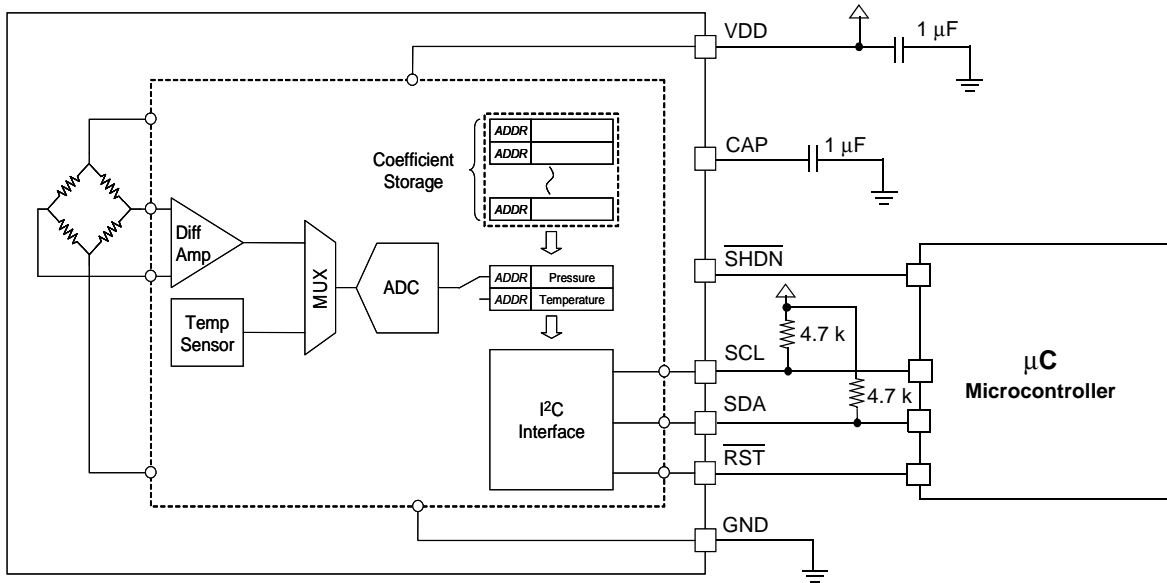 VDD
1 μF
CAP
1 μF
Coefficient
Storage
ADDR
ADDR
ADDR
Diff
Amp
MUX
ADC
ADDR Pressure
ADDR Temperature
Temp
Sensor
I²C
Interface
SHDN
SCL
SDA
RST
GND
4.7 k
4.7 k
μC
Microcontroller